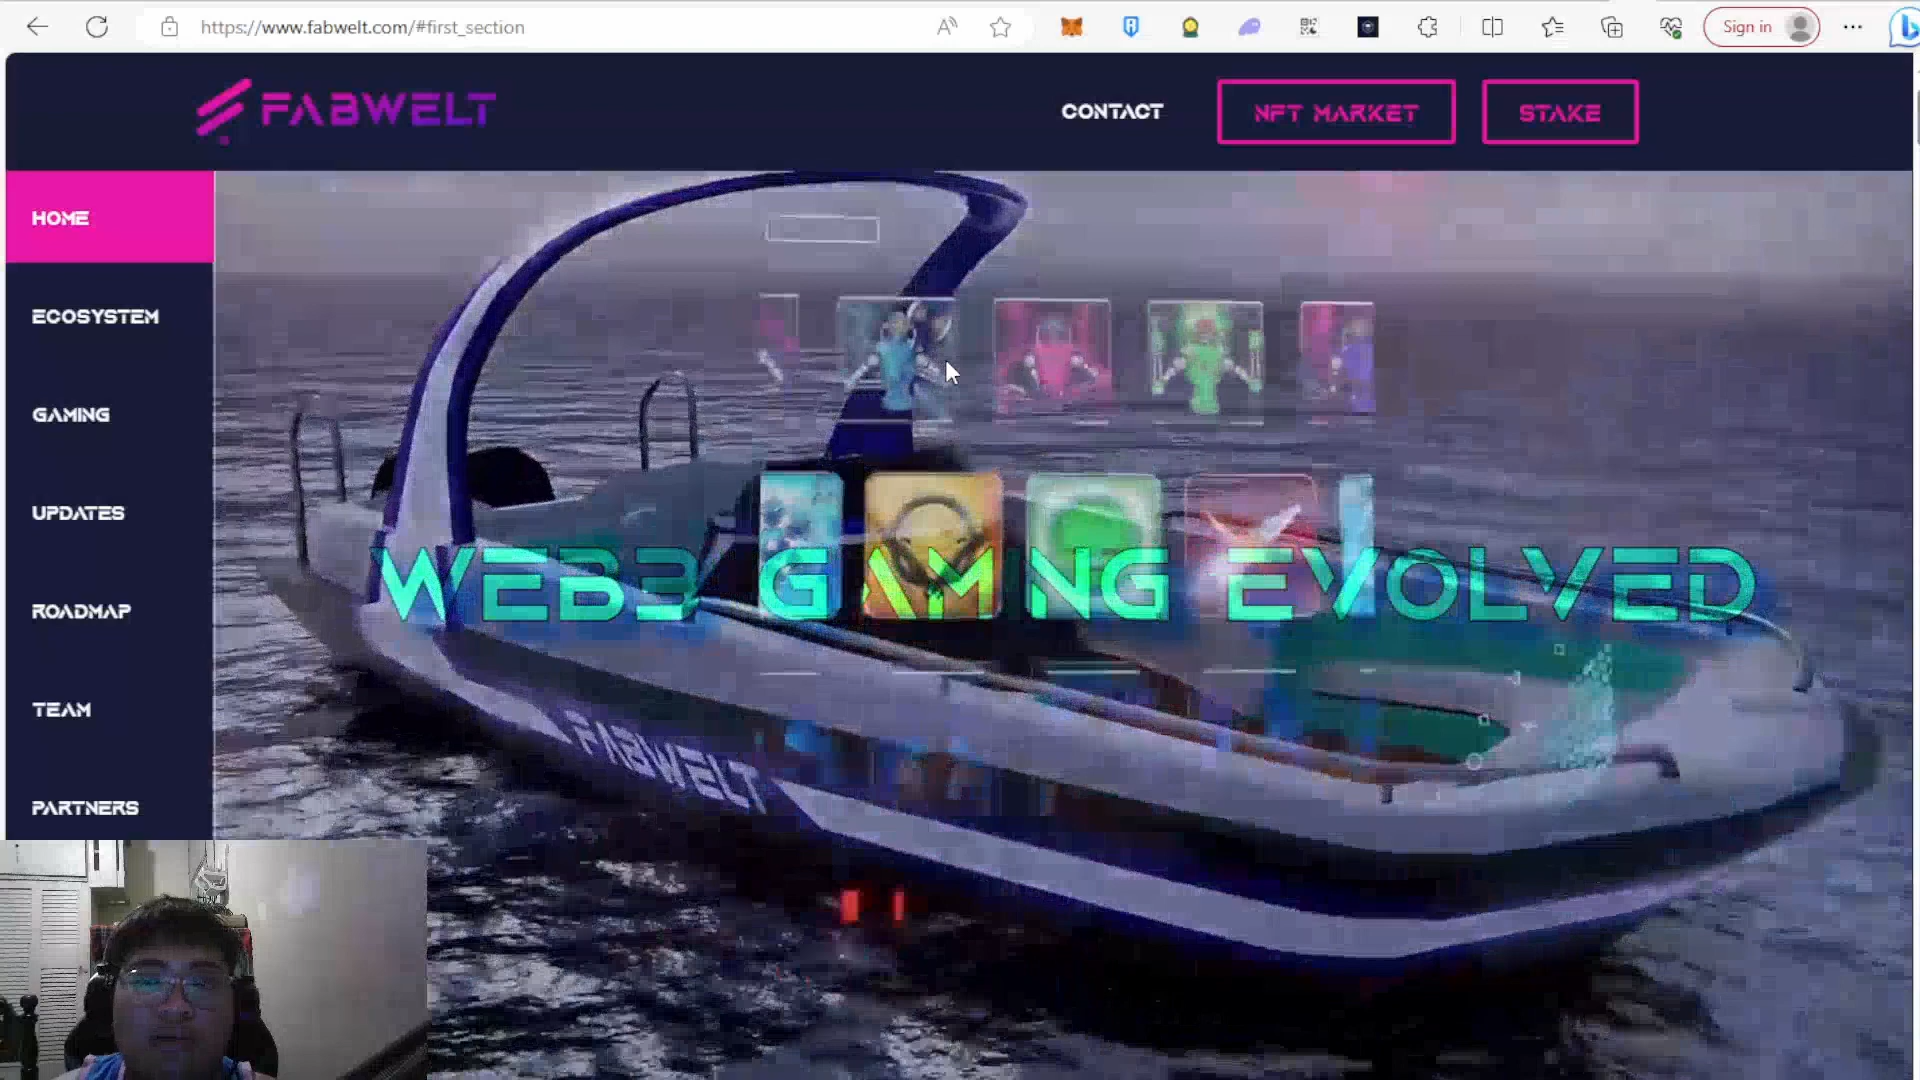 https://www.fabwelt.com/#first_section
Sign in
FABWELT
CONTACT
NFT MARKET
STAKE
HOME
ECOSYSTEM
GAMING
UPDATES
ROADMAP
TEAM
PARTNERS
WEB3 GAMING EVOLVED
FABWELT